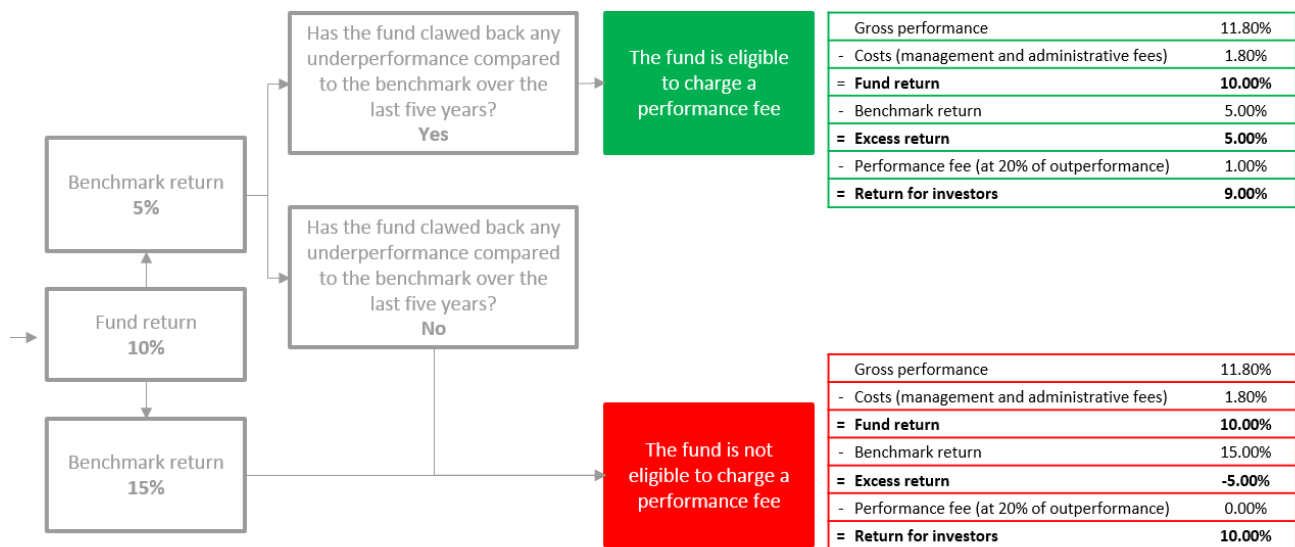 Has the fund clawed back any
underperformance compared
to the benchmark over the
last five years?
Yes
The fund is eligible
to charge a
performance fee
Gross performance 11.80%
- Costs (management and administrative fees) 1.80%
= Fund return 10.00%
- Benchmark return 5.00%
= Excess return 5.00%
- Performance fee (at 20% of outperformance) 1.00%
= Return for investors 9.00%
Benchmark return
5%
Has the fund clawed back any
underperformance compared
to the benchmark over the
last five years?
No
Fund return
10%
Benchmark return
15%
The fund is not
eligible to charge a
performance fee
Gross performance 11.80%
- Costs (management and administrative fees) 1.80%
= Fund return 10.00%
- Benchmark return 15.00%
= Excess return -5.00%
- Performance fee (at 20% of outperformance) 0.00%
= Return for investors 10.00%